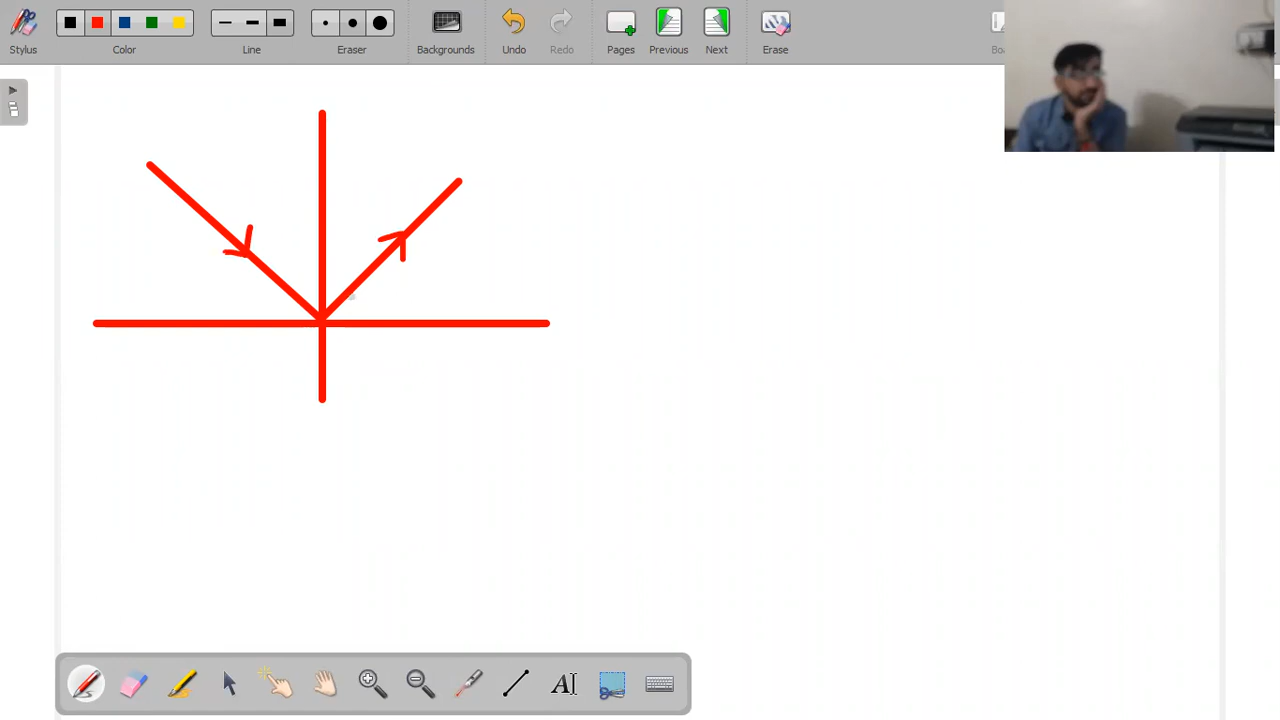 Stylus
Color
Line
Eraser
Backgrounds
Undo
Redo
Pages
Previous
Next
Erase